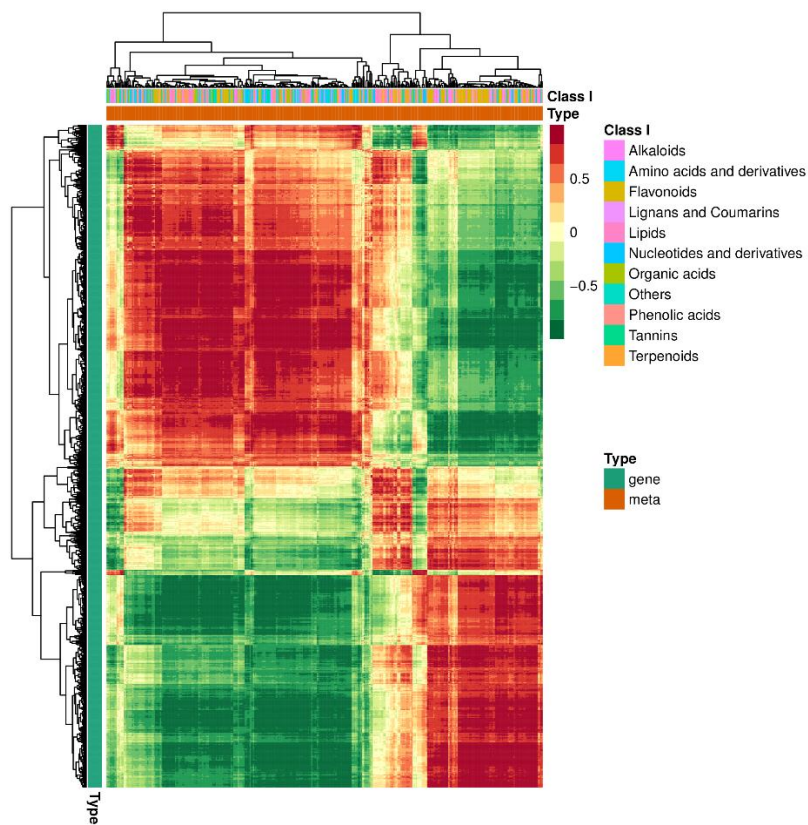 Class I
Type
0.5
0
−0.5
Class I
Alkaloids
Amino acids and derivatives
Flavonoids
Lignans and Coumarins
Lipids
Nucleotides and derivatives
Organic acids
Others
Phenolic acids
Tannins
Terpenoids
Type
gene
meta
Type